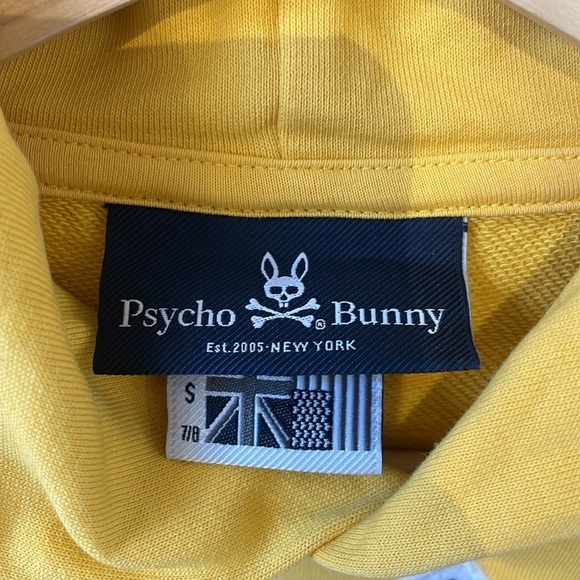 Psycho Bunny
®
Est. 2005-NEW YORK
S
7/8